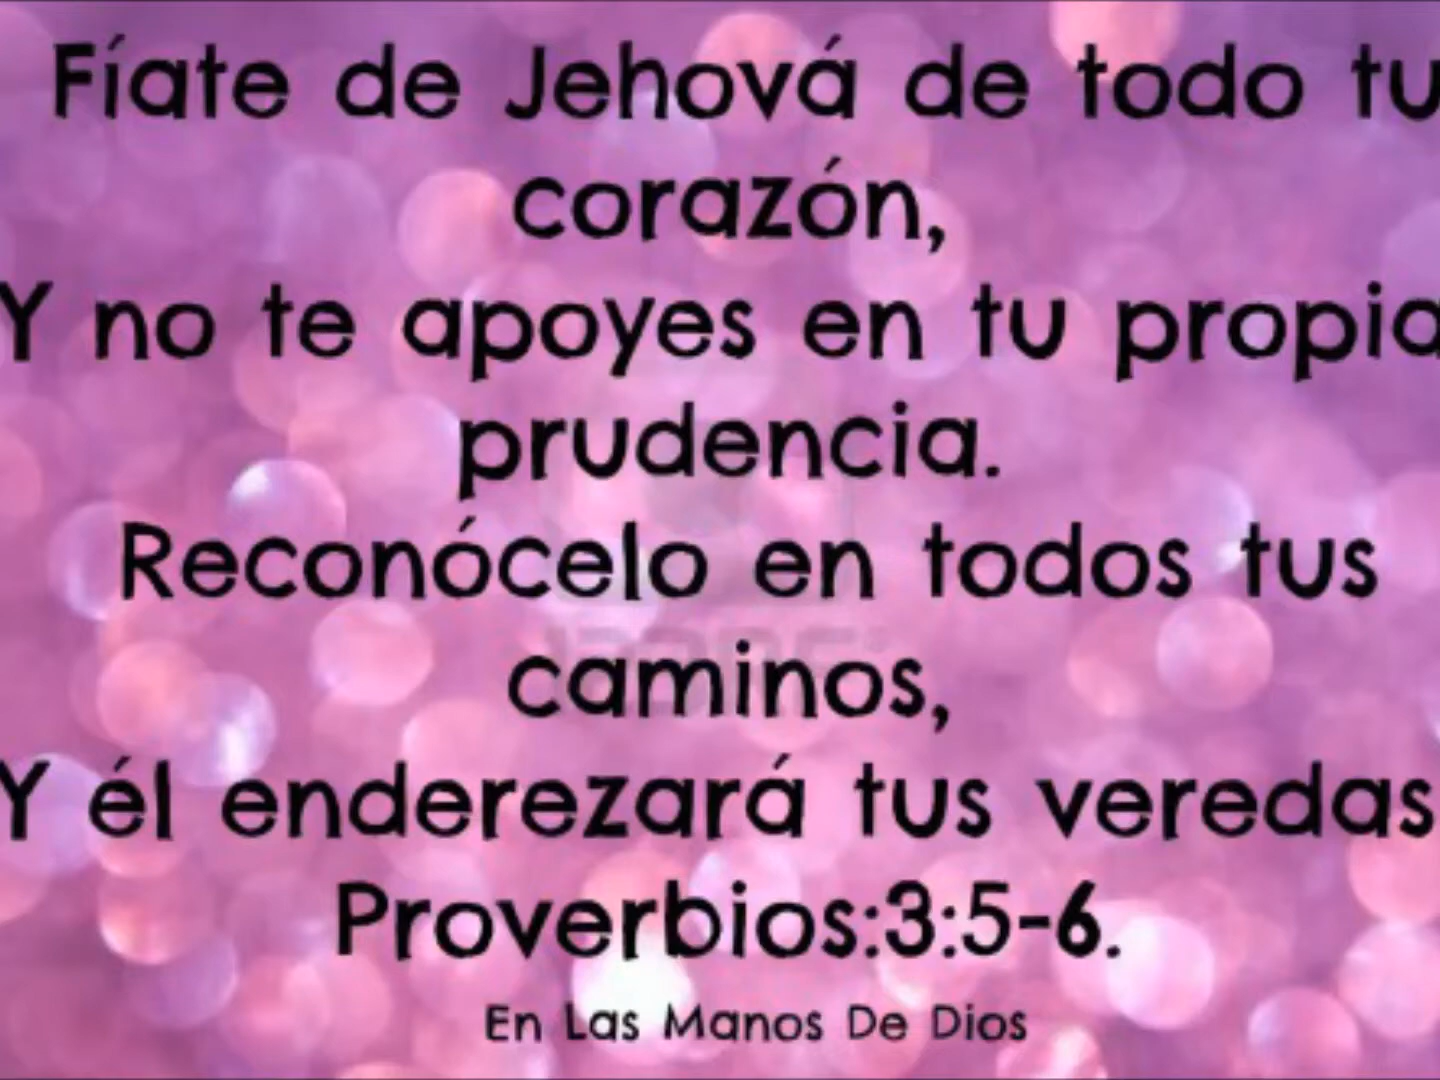 Fíate de Jehová de todo tu
corazón,
Y no te apoyes en tu propia
prudencia.
Reconócelo en todos tus
caminos,
Y él enderezará tus veredas
Proverbios:3:5-6.
En Las Manos De Dios